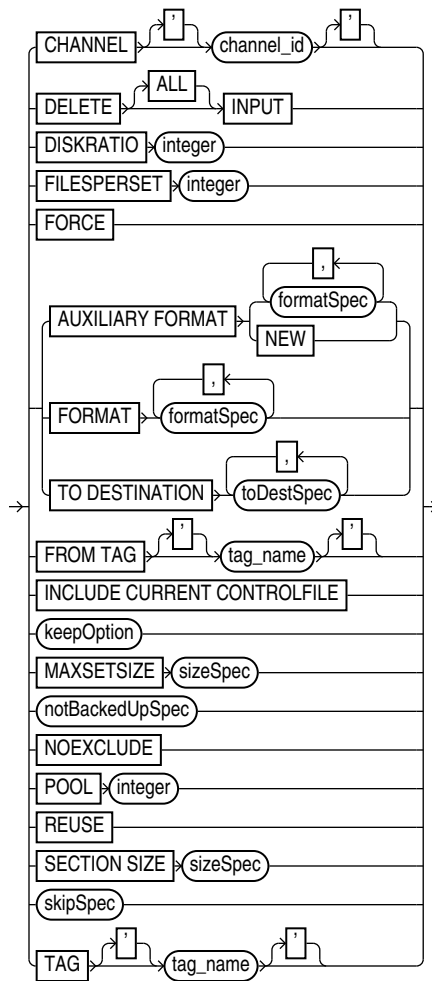 CHANNEL ' channel_id '
DELETE ALL INPUT
DISKRATIO integer
FILESPERSET integer
FORCE
AUXILIARY FORMAT , formatSpec
NEW
FORMAT , formatSpec
TO DESTINATION , toDestSpec
FROM TAG ' tag_name '
INCLUDE CURRENT CONTROLFILE
keepOption
MAXSETSIZE sizeSpec
notBackedUpSpec
NOEXCLUDE
POOL integer
REUSE
SECTION SIZE sizeSpec
skipSpec
TAG ' tag_name '